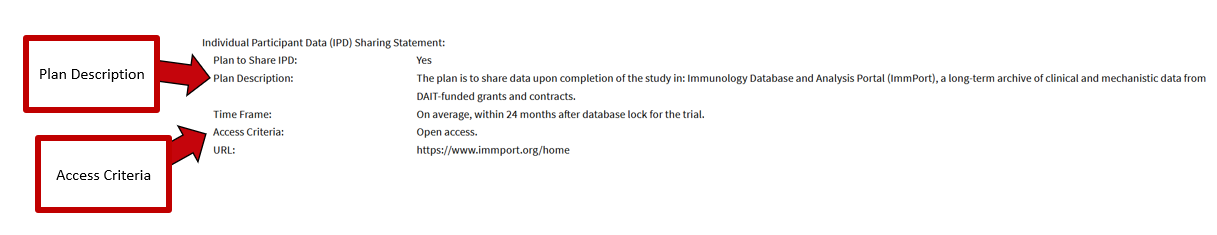 Individual Participant Data (IPD) Sharing Statement:
Plan to Share IPD: Yes
Plan Description
Plan Description: The plan is to share data upon completion of the study in: Immunology Database and Analysis Portal (ImmPort), a long-term archive of clinical and mechanistic data from
DAIT-funded grants and contracts.
Time Frame: On average, within 24 months after database lock for the trial.
Access Criteria: Open access.
URL: https://www.immport.org/home
Access Criteria